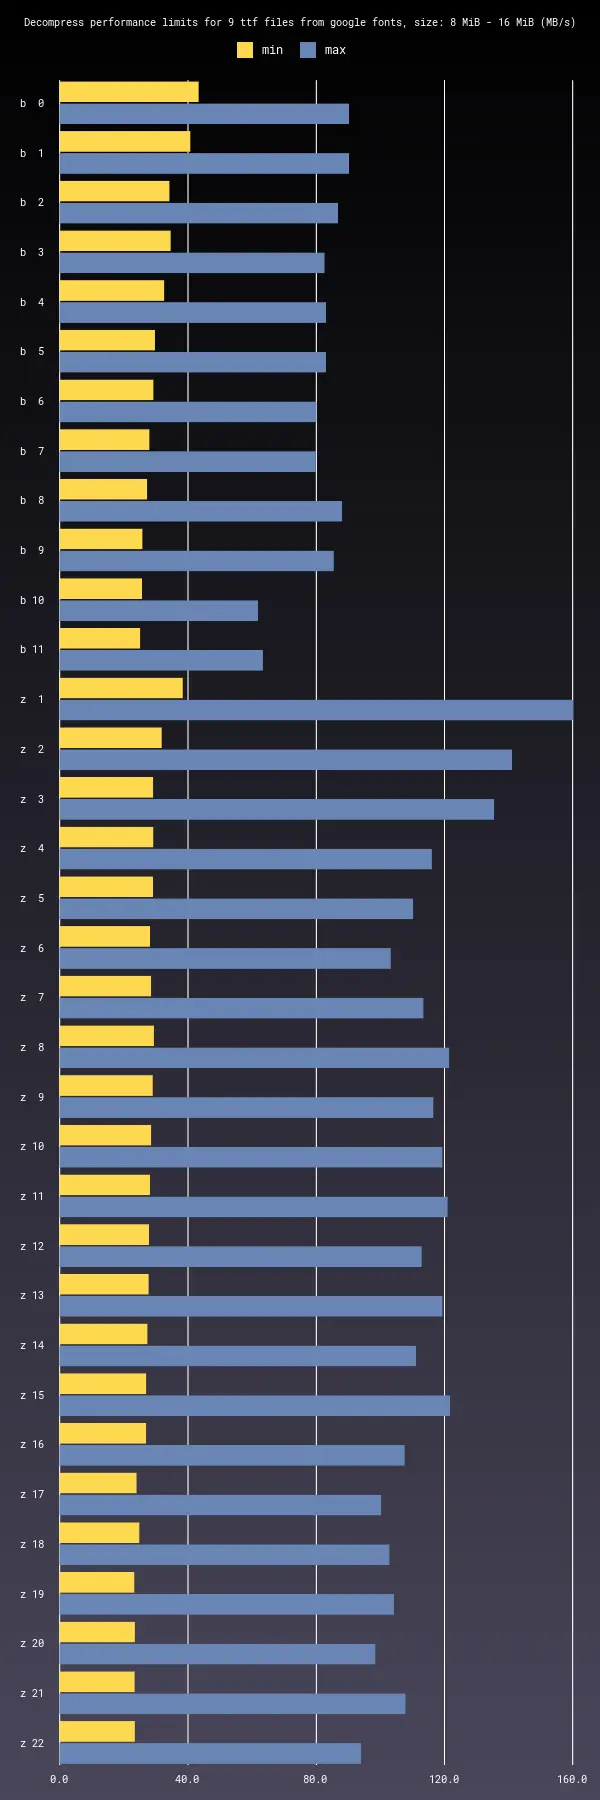 Decompress performance limits for 9 ttf files from google fonts, size: 8 MiB - 16 MiB (MB/s)
min max
b 0
b 1
b 2
b 3
b 4
b 5
b 6
b 7
b 8
b 9
b 10
b 11
z 1
z 2
z 3
z 4
z 5
z 6
z 7
z 8
z 9
z 10
z 11
z 12
z 13
z 14
z 15
z 16
z 17
z 18
z 19
z 20
z 21
z 22
0.0 40.0 80.0 120.0 160.0